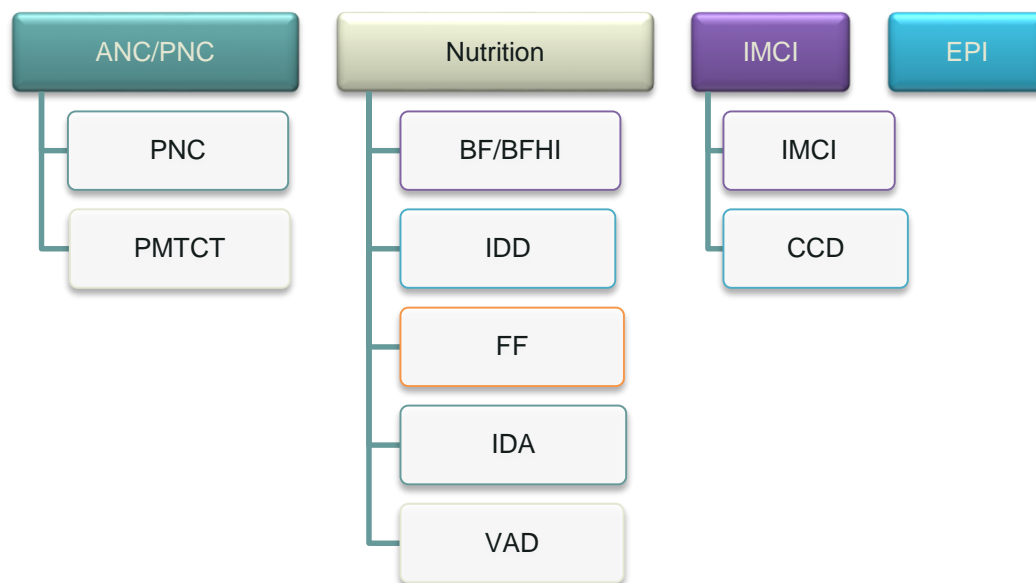 ANC/PNC
PNC
PMTCT
Nutrition
BF/BFHI
IDD
FF
IDA
VAD
IMCI
IMCI
CCD
EPI